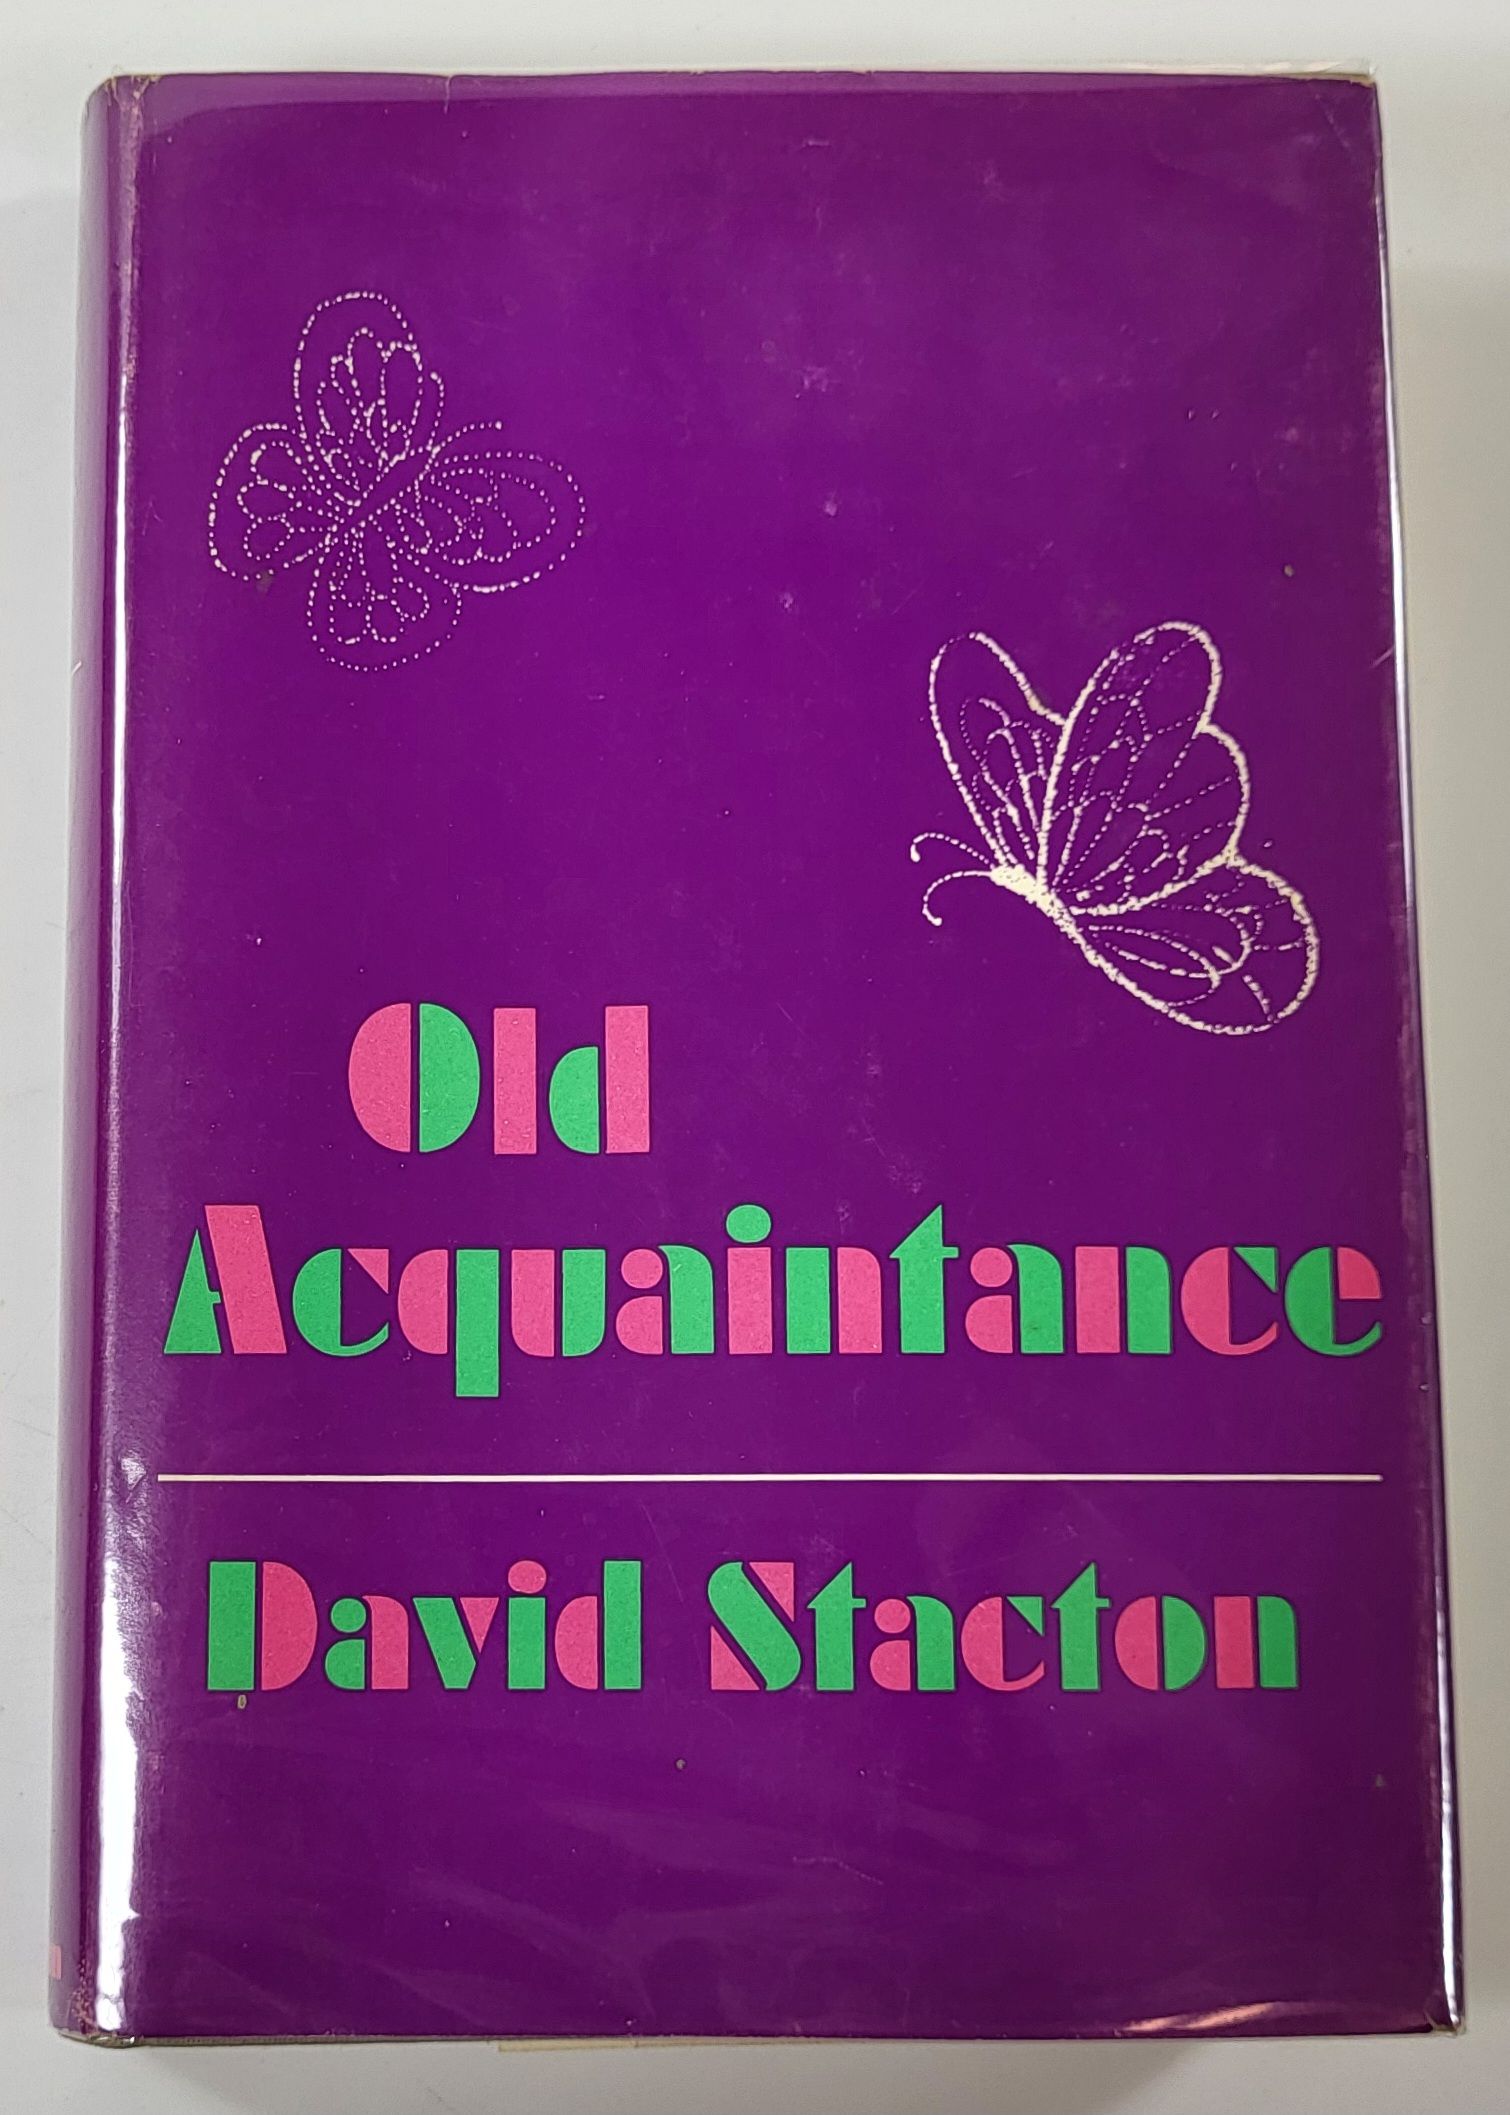 Old
Acquaintance
David Stacton